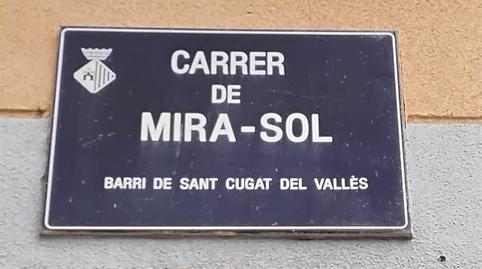 CARRER
DE
MIRA-SOL
BARRI DE SANT CUGAT DEL VALLÈS